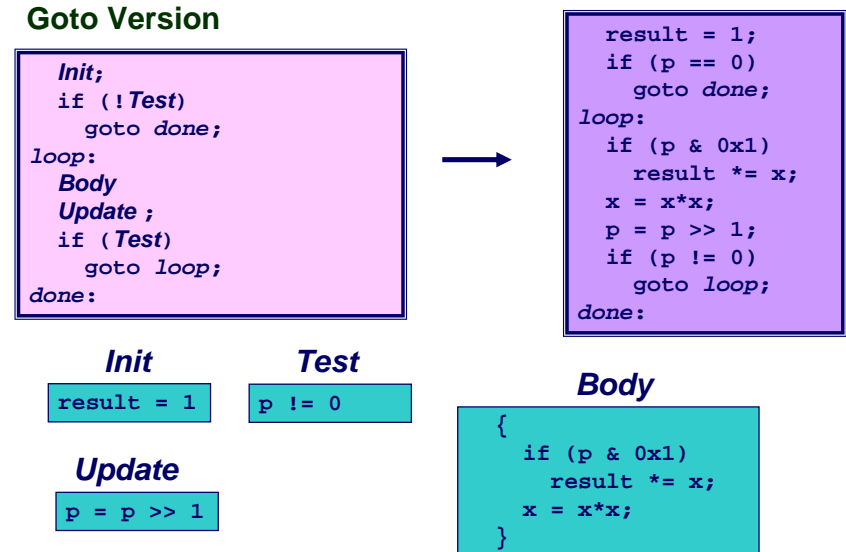 Goto Version
Init;
if (!Test)
goto done;
loop:
Body
Update ;
if (Test)
goto loop;
done:
result = 1;
if (p == 0)
goto done;
loop:
if (p & 0x1)
result *= x;
x = x*x;
p = p >> 1;
if (p != 0)
goto loop;
done:
Init
result = 1
Test
p != 0
Update
p = p >> 1
Body
{
if (p & 0x1)
result *= x;
x = x*x;
}